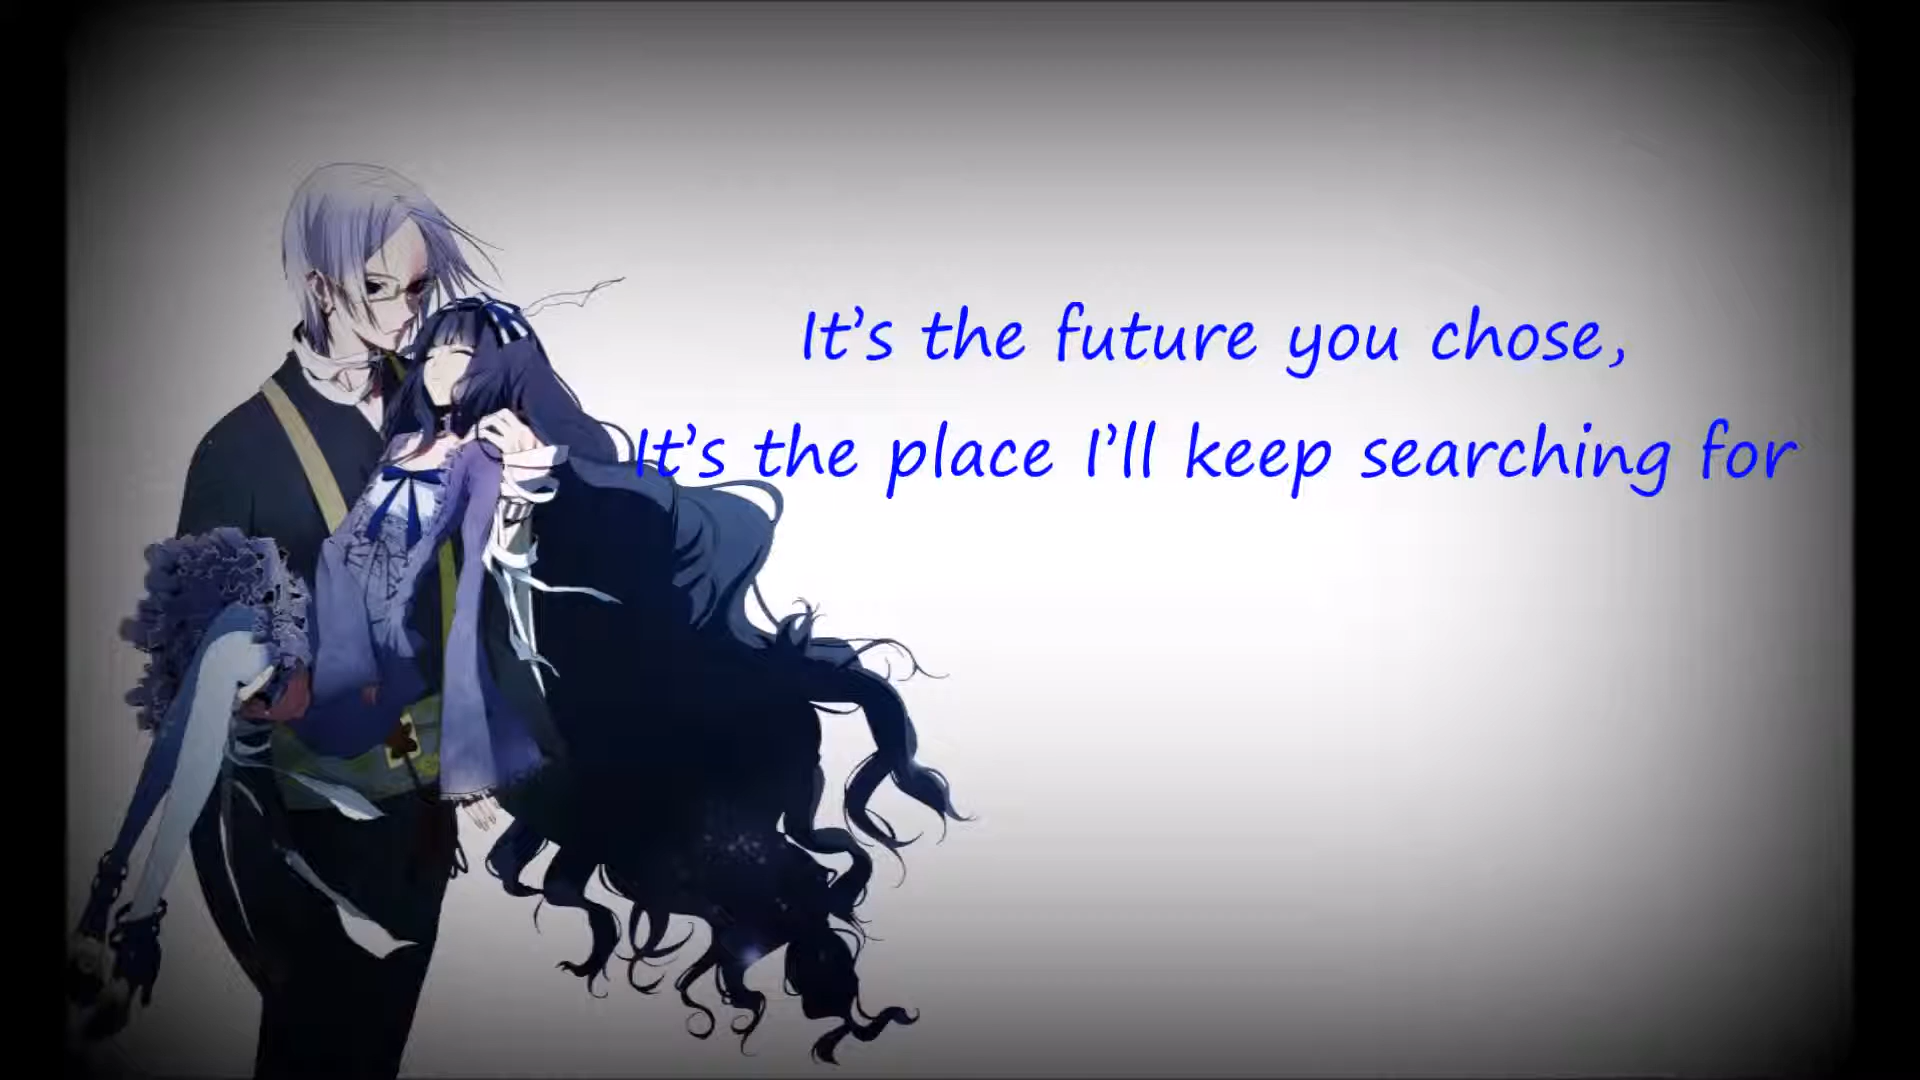 It’s the future you chose,
It’s the place I’ll keep searching for